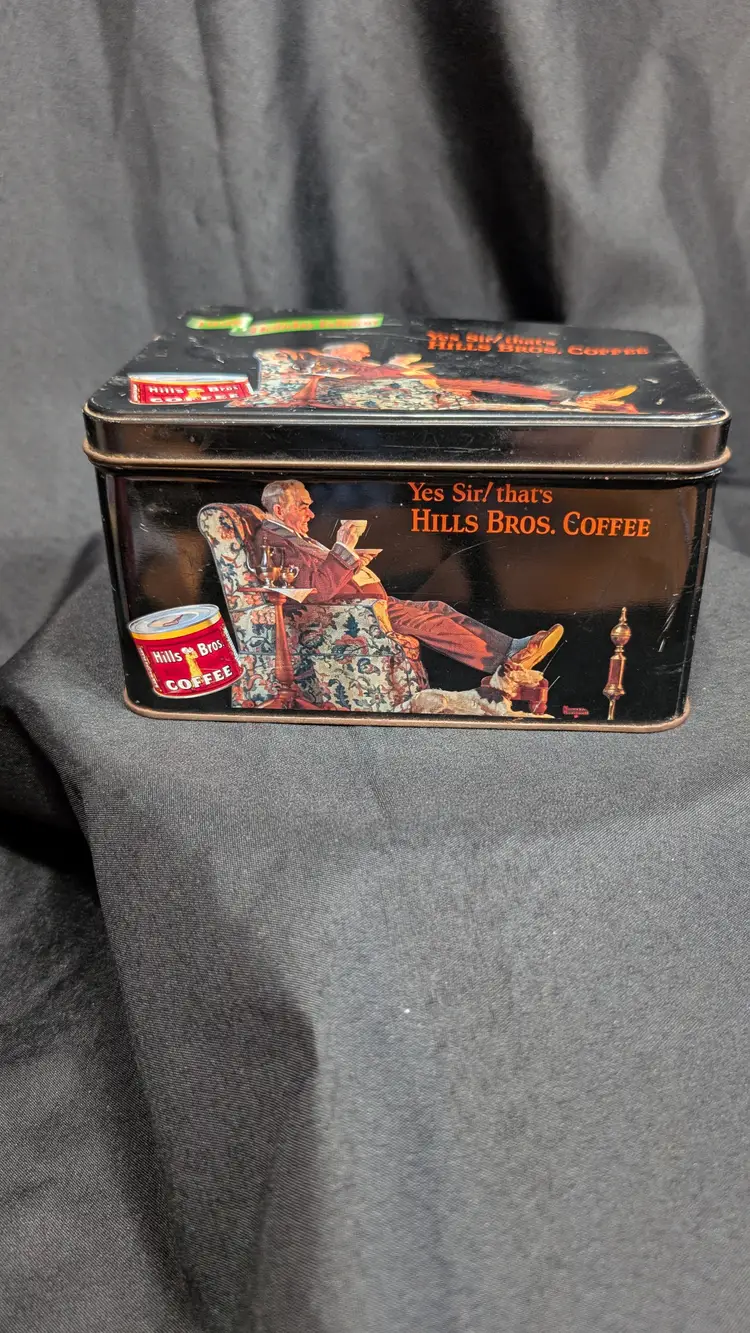 Yes Sir/ that's
HILLS BROS. COFFEE
Hills Bros
COFFEE
Yes Sir/ that's
HILLS BROS. COFFEE
Hills Bros.
COFFEE